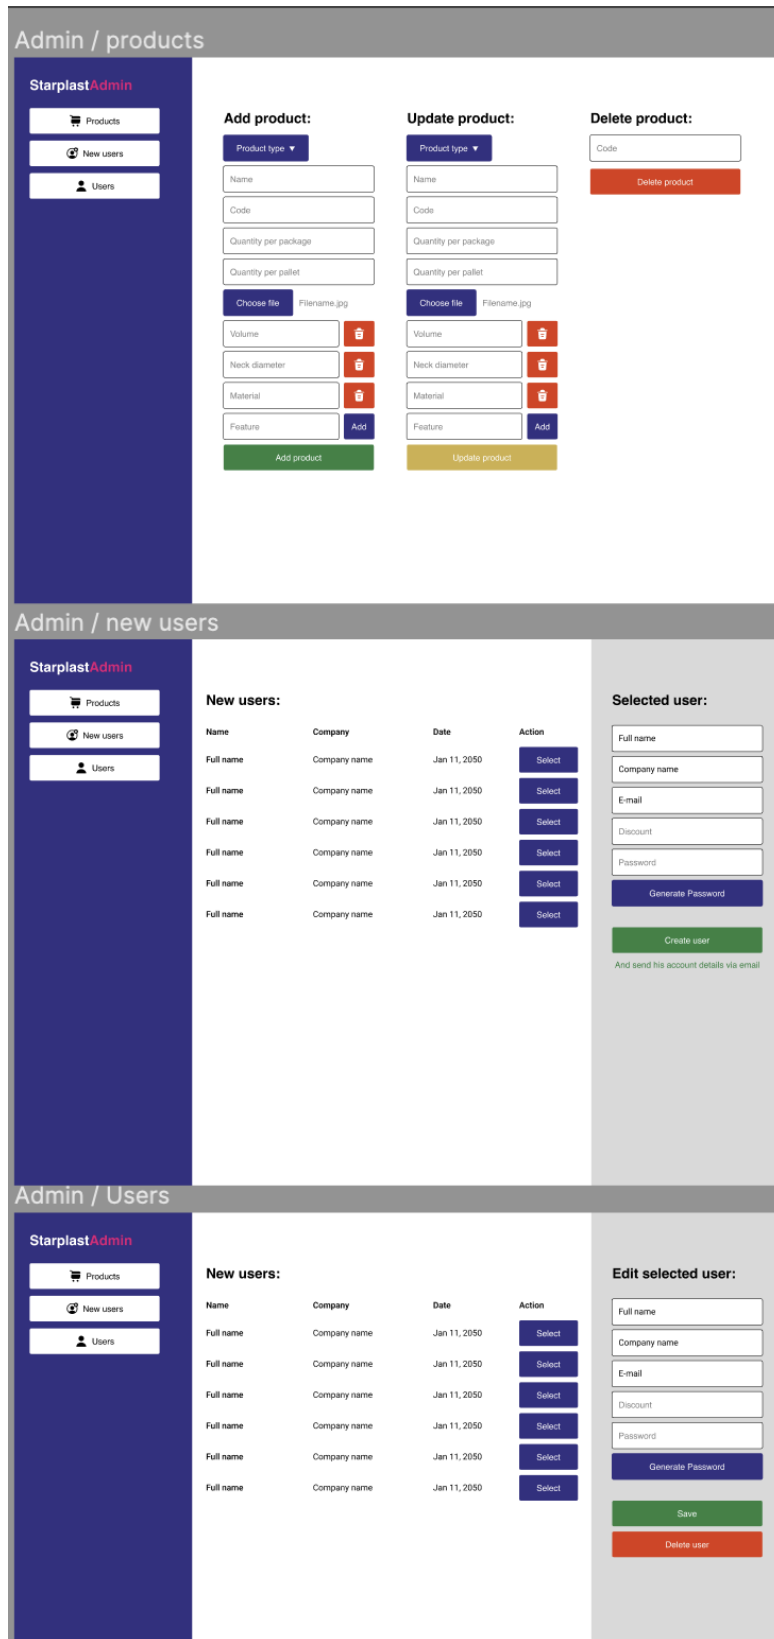 Admin / products
StarplastAdmin
Products
New users
Users
Add product:
Product type ▼
Name
Code
Quantity per package
Quantity per pallet
Choose file Filename.jpg
Volume
Neck diameter
Material
Feature Add
Add product
Update product:
Product type ▼
Name
Code
Quantity per package
Quantity per pallet
Choose file Filename.jpg
Volume
Neck diameter
Material
Feature Add
Update product
Delete product:
Code
Delete product
Admin / new users
StarplastAdmin
Products
New users
Users
New users:
Name Company Date Action
Full name Company name Jan 11, 2050 Select
Full name Company name Jan 11, 2050 Select
Full name Company name Jan 11, 2050 Select
Full name Company name Jan 11, 2050 Select
Full name Company name Jan 11, 2050 Select
Full name Company name Jan 11, 2050 Select
Selected user:
Full name
Company name
E-mail
Discount
Password
Generate Password
Create user
And send his account details via email
Admin / Users
StarplastAdmin
Products
New users
Users
New users:
Name Company Date Action
Full name Company name Jan 11, 2050 Select
Full name Company name Jan 11, 2050 Select
Full name Company name Jan 11, 2050 Select
Full name Company name Jan 11, 2050 Select
Full name Company name Jan 11, 2050 Select
Full name Company name Jan 11, 2050 Select
Edit selected user:
Full name
Company name
E-mail
Discount
Password
Generate Password
Save
Delete user